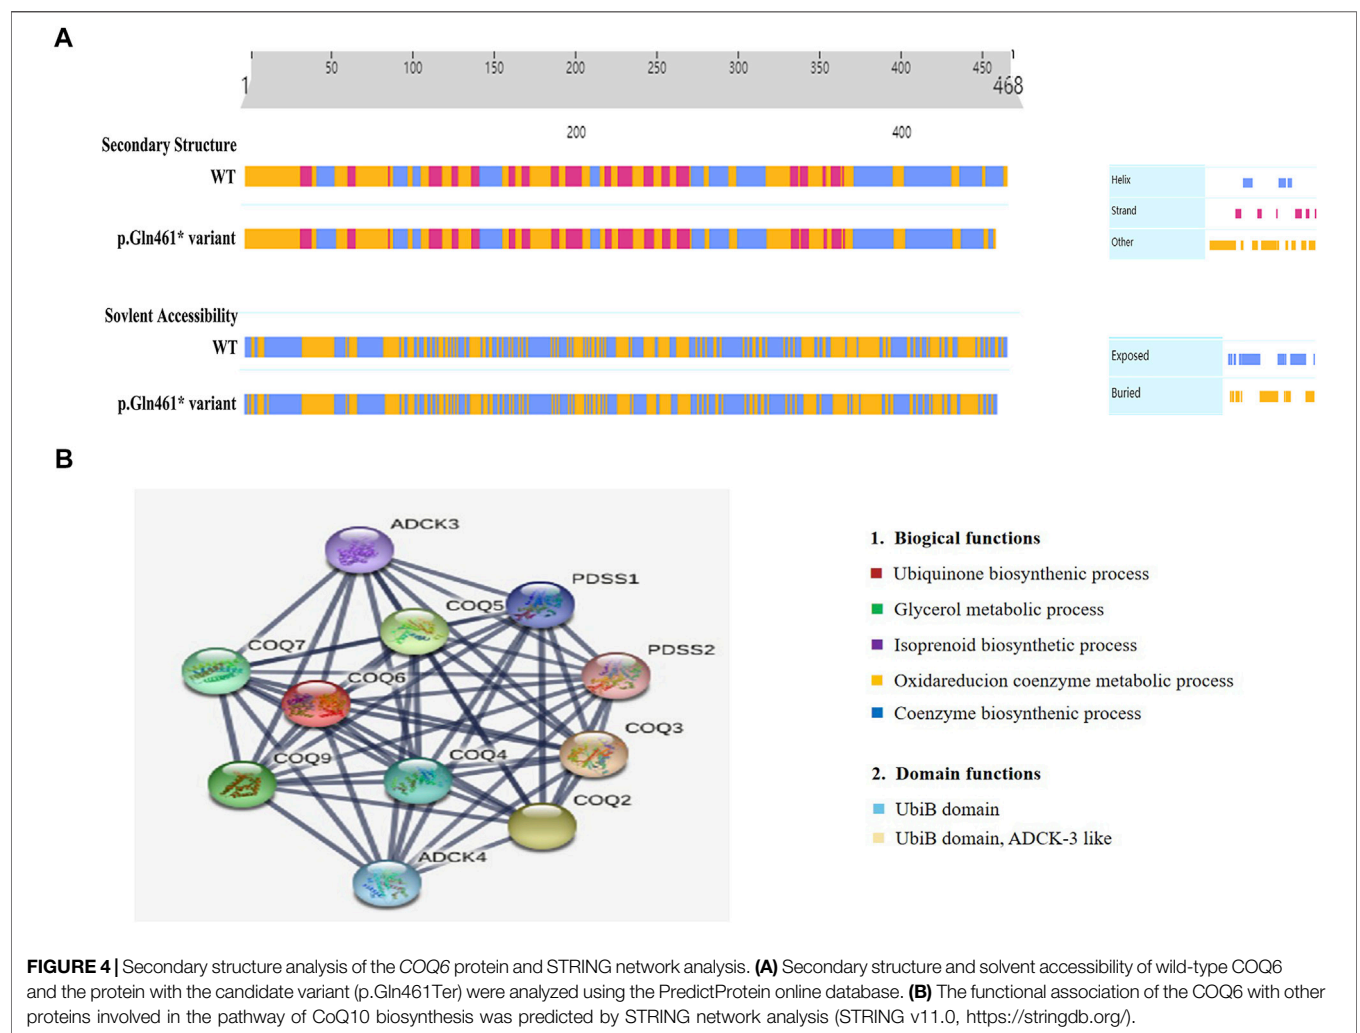 A
50 100 150 200 250 300 350 400 450
1 468
200 400
Secondary Structure
WT
p.Gln461* variant
Helix
Strand
Other
Sovlent Accessibility
WT
p.Gln461* variant
Exposed
Buried
B
ADCK3
PDSS1
COQ5
COQ7
PDSS2
COQ6
COQ3
COQ9
COQ4
COQ2
ADCK4
1. Biogical functions
Ubiquinone biosynthenic process
Glycerol metabolic process
Isoprenoid biosynthetic process
Oxidareducion coenzyme metabolic process
Coenzyme biosynthenic process
2. Domain functions
UbiB domain
UbiB domain, ADCK-3 like
FIGURE 4 | Secondary structure analysis of the COQ6 protein and STRING network analysis. (A) Secondary structure and solvent accessibility of wild-type COQ6
and the protein with the candidate variant (p.Gln461Ter) were analyzed using the PredictProtein online database. (B) The functional association of the COQ6 with other
proteins involved in the pathway of CoQ10 biosynthesis was predicted by STRING network analysis (STRING v11.0, https://stringdb.org/).